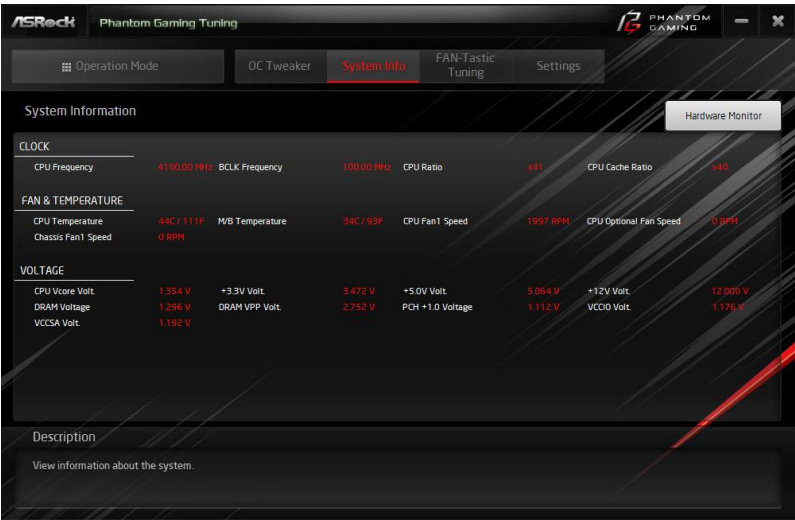 ASRock Phantom Gaming Tuning PHANTOM GAMING
Operation Mode OC Tweaker System Info FAN-Tastic Tuning Settings
System Information
Hardware Monitor
CLOCK
CPU Frequency 4100.00 MHz BCLK Frequency 100.00 MHz CPU Ratio x41 CPU Cache Ratio x40
FAN & TEMPERATURE
CPU Temperature 44C / 111F M/B Temperature 34C / 93F CPU Fan1 Speed 1997 RPM CPU Optional Fan Speed 0 RPM
Chassis Fan1 Speed 0 RPM
VOLTAGE
CPU Vcore Volt. 1.354 V +3.3V Volt. 3.472 V +5.0V Volt. 5.064 V +12V Volt. 12.000 V
DRAM Voltage 1.296 V DRAM VPP Volt. 2.752 V PCH +1.0 Voltage 1.112 V VCCIO Volt. 1.176 V
VCCSA Volt. 1.192 V
Description
View information about the system.